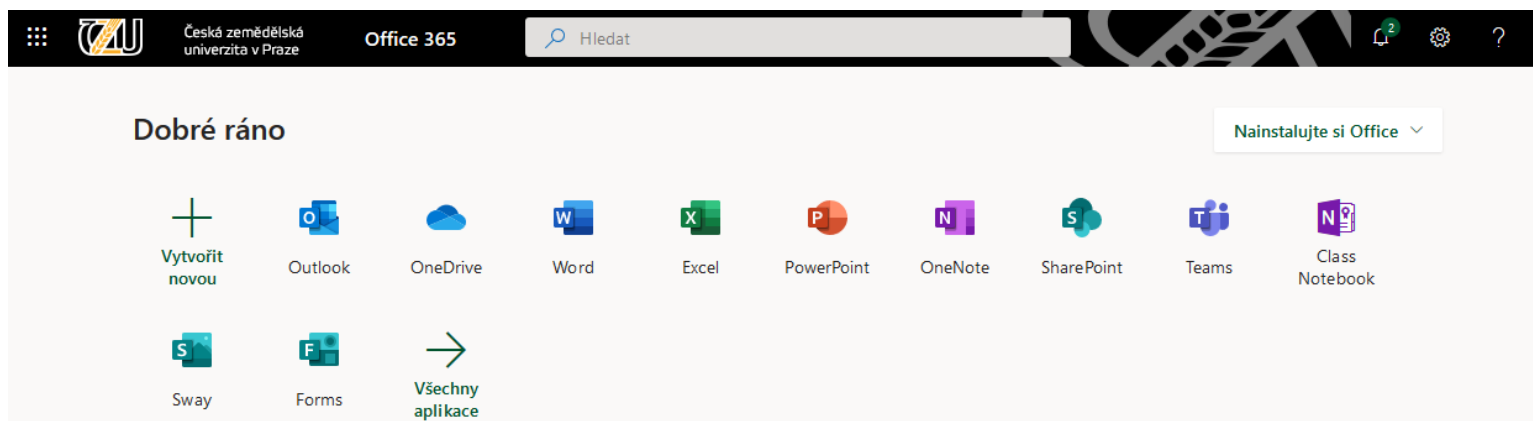 ČZU
Česká zemědělská
univerzita v Praze
Office 365
Hledat
2
?
Dobré ráno
Nainstalujte si Office
Vytvořit
novou
Outlook
OneDrive
Word
Excel
PowerPoint
OneNote
SharePoint
Teams
Class
Notebook
Sway
Forms
Všechny
aplikace